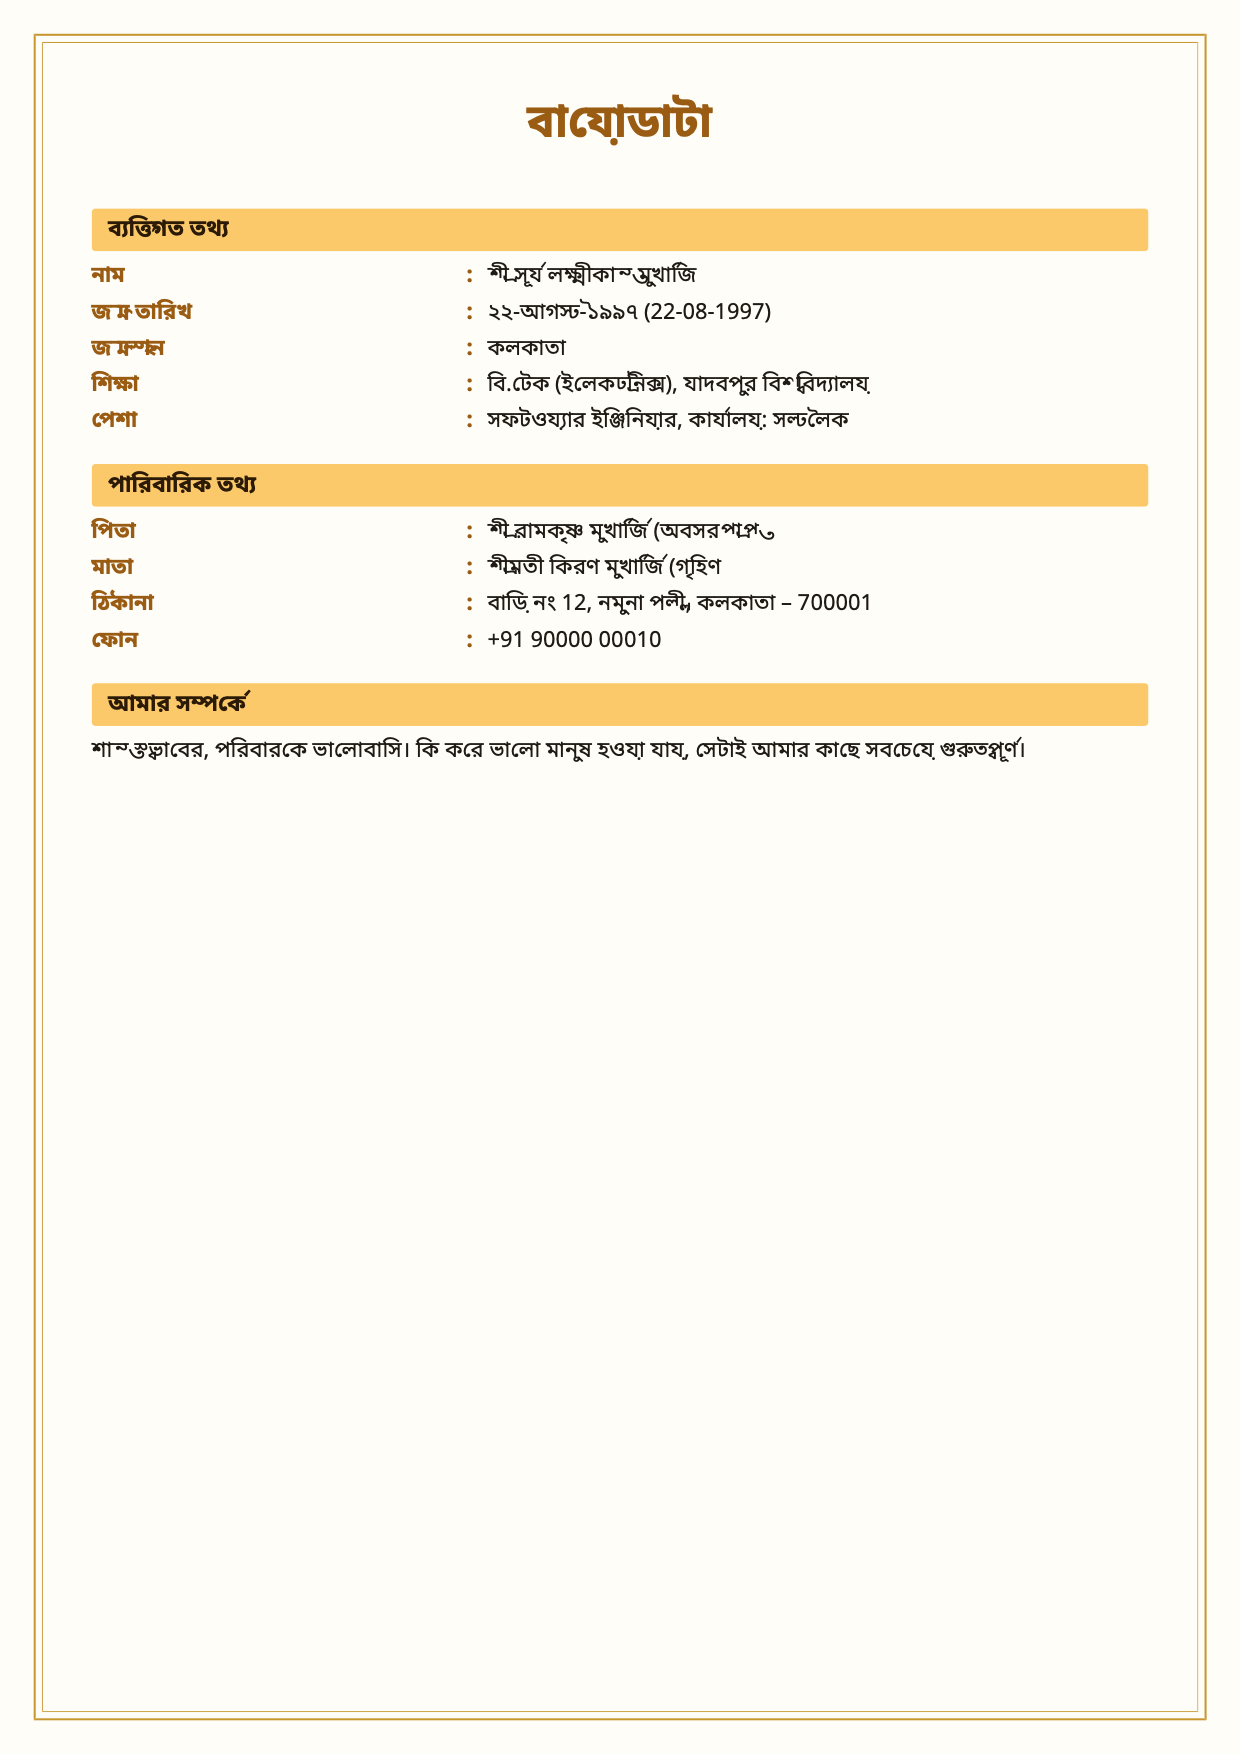 বায়োডাটা
ব্যক্তিগত তথ্য
নাম : শ্রী সূর্য লক্ষ্মীকান্ত মুখার্জি
জন্ম তারিখ : ২২-আগস্ট-১৯৯৭ (22-08-1997)
জন্মস্থান : কলকাতা
শিক্ষা : বি.টেক (ইলেকট্রনিক্স), যাদবপুর বিশ্ববিদ্যালয়
পেশা : সফটওয়্যার ইঞ্জিনিয়ার, কার্যালয়: সল্টলেক
পারিবারিক তথ্য
পিতা : শ্রী রামকৃষ্ণ মুখার্জি (অবসরপ্রাপ্ত
মাতা : শ্রীমতী কিরণ মুখার্জি (গৃহিণ
ঠিকানা : বাড়ি নং 12, নমুনা পল্লী, কলকাতা – 700001
ফোন : +91 90000 00010
আমার সম্পর্কে
শান্ত স্বভাবের, পরিবারকে ভালোবাসি। কি করে ভালো মানুষ হওয়া যায়, সেটাই আমার কাছে সবচেয়ে গুরুত্বপূর্ণ।